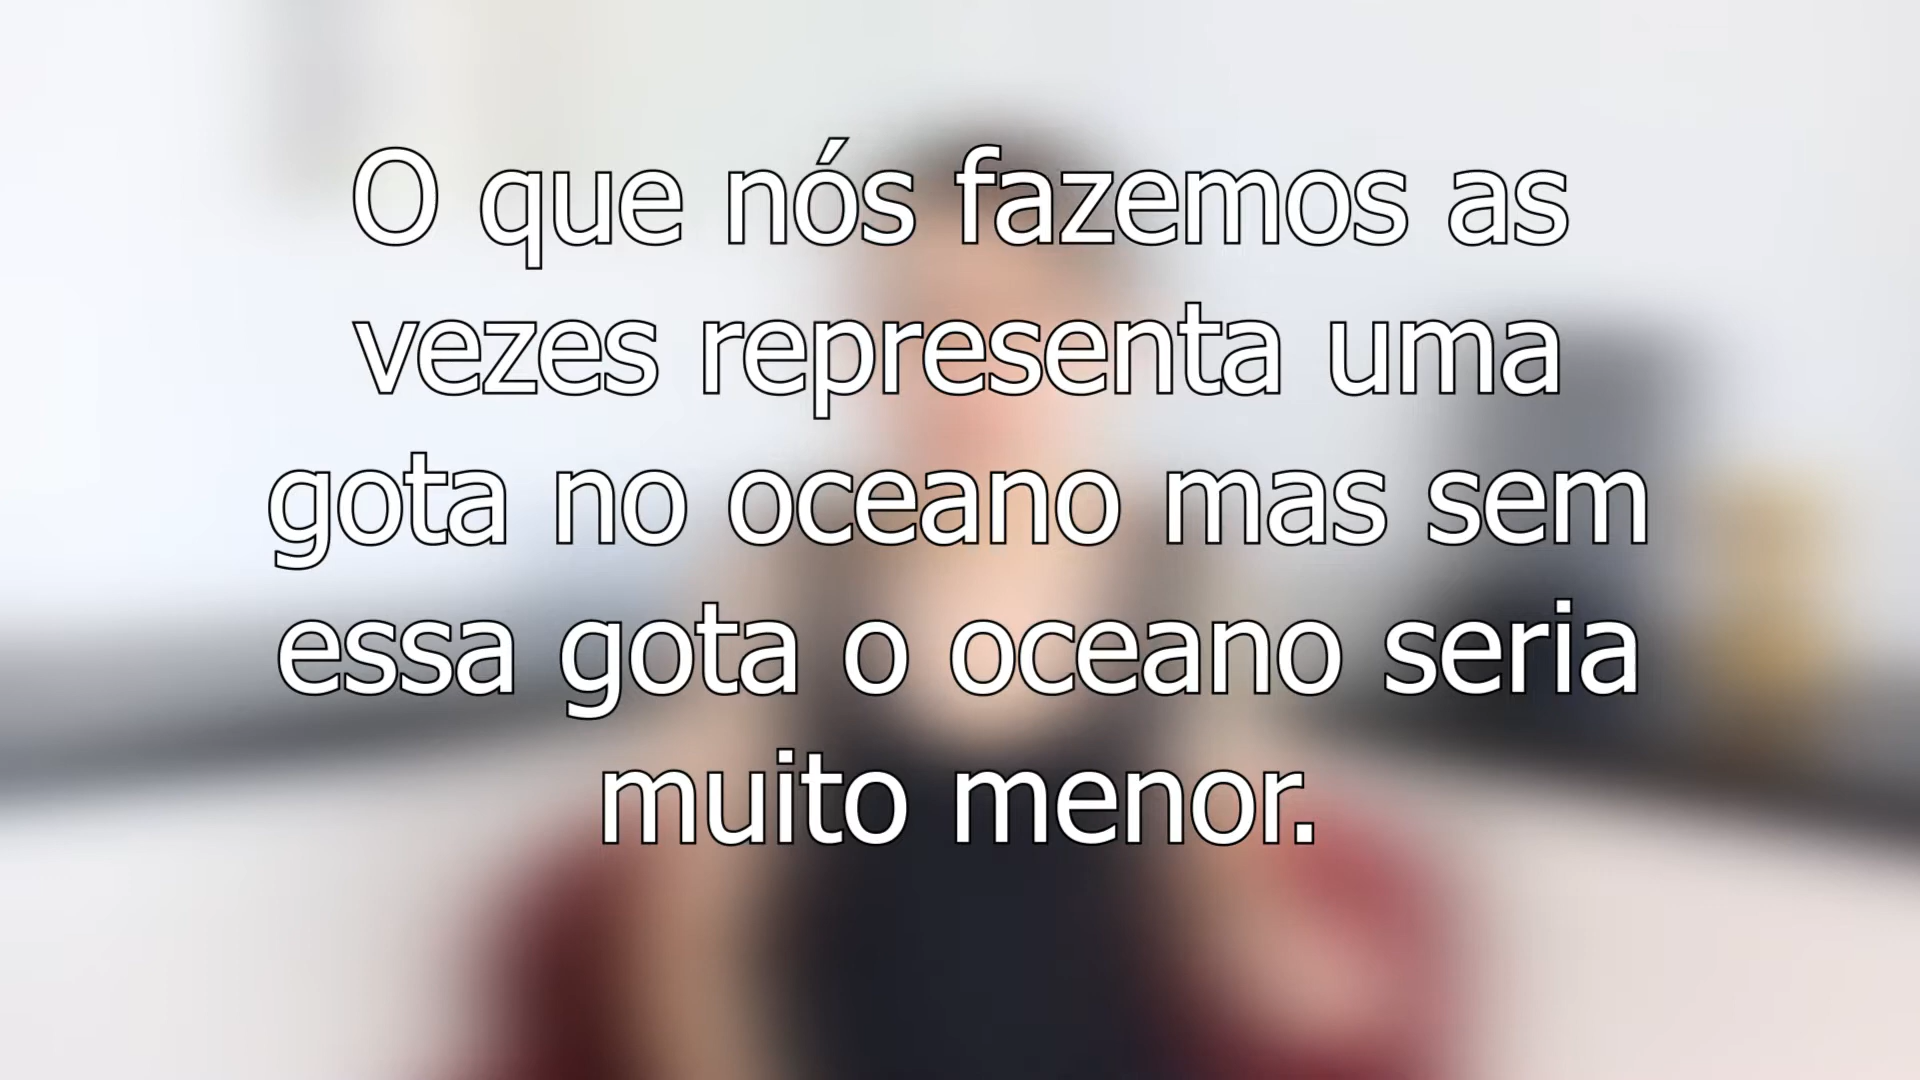 O que nós fazemos as
vezes representa uma
gota no oceano mas sem
essa gota o oceano seria
muito menor.